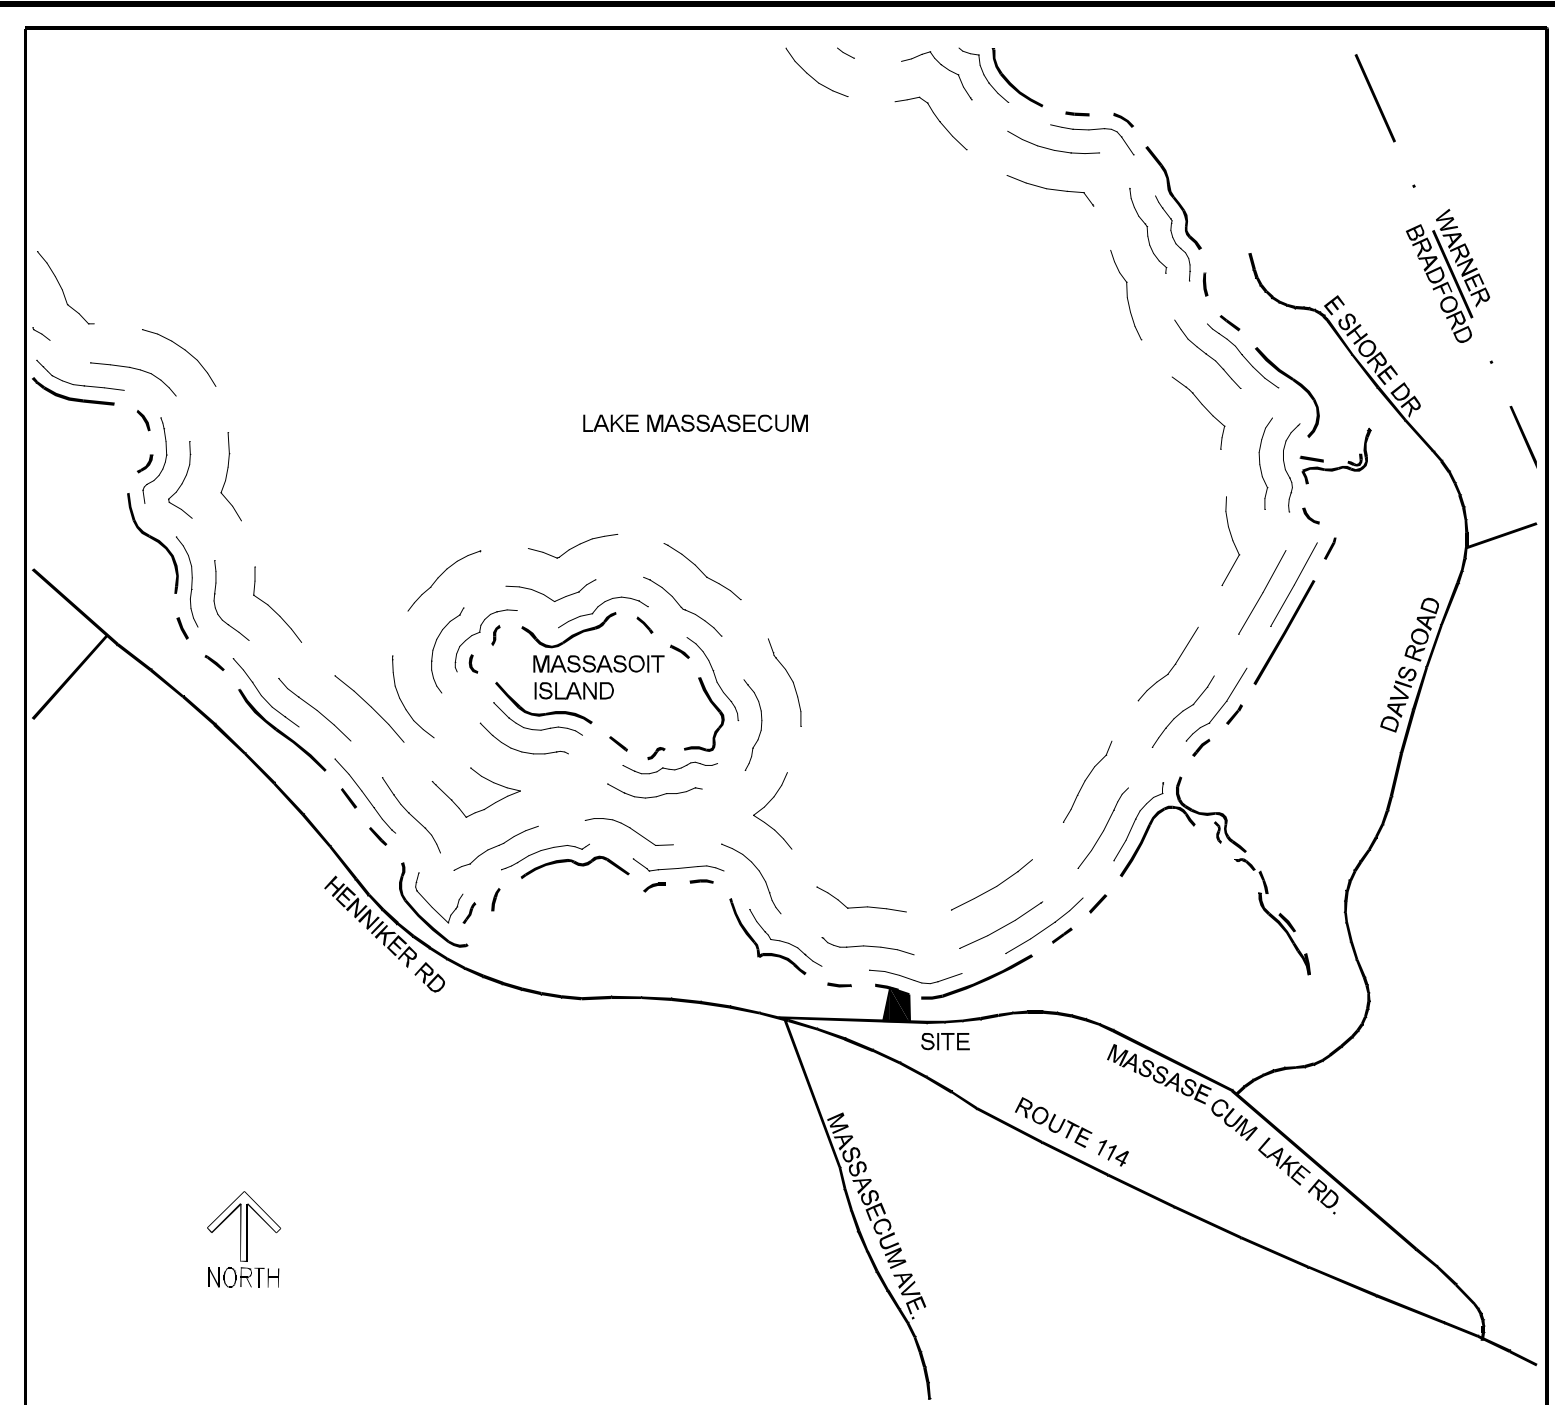 WARNER
BRADFORD
E SHORE DR
LAKE MASSASECUM
MASSASOIT
ISLAND
DAVIS ROAD
HENNIKER RD
SITE
MASSASE CUM LAKE RD.
ROUTE 114
MASSASECUM AVE.
NORTH